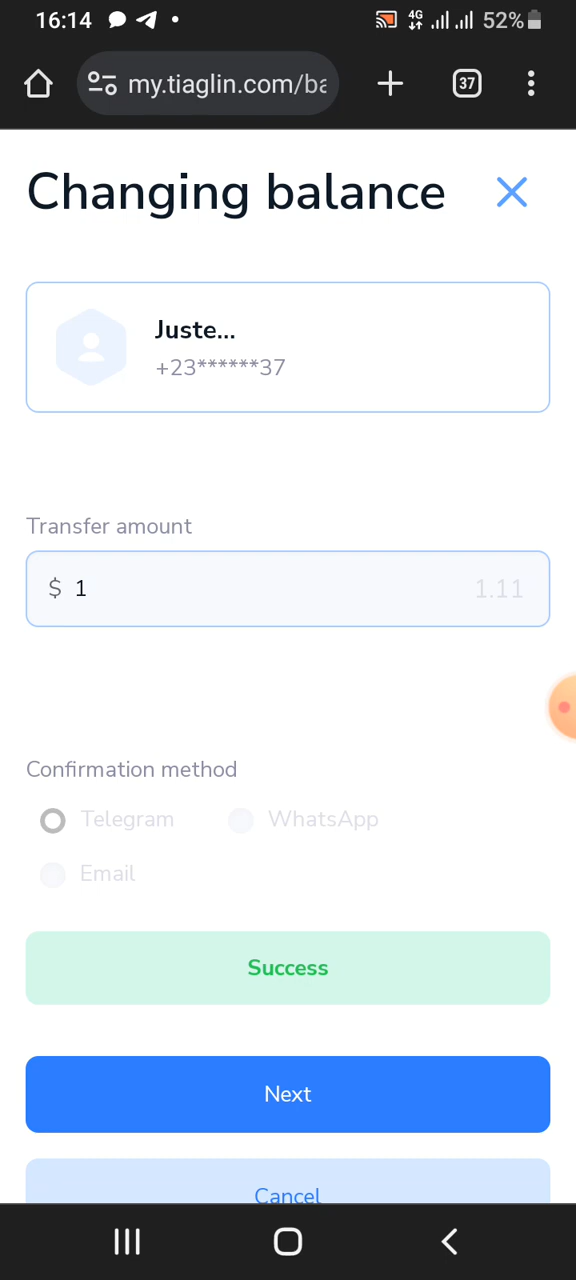 16:14 4G 52%
my.tiaglin.com/ba
37
Changing balance
Juste...
+23******37
Transfer amount
$ 1 1.11
Confirmation method
Telegram WhatsApp
Email
Success
Next
Cancel